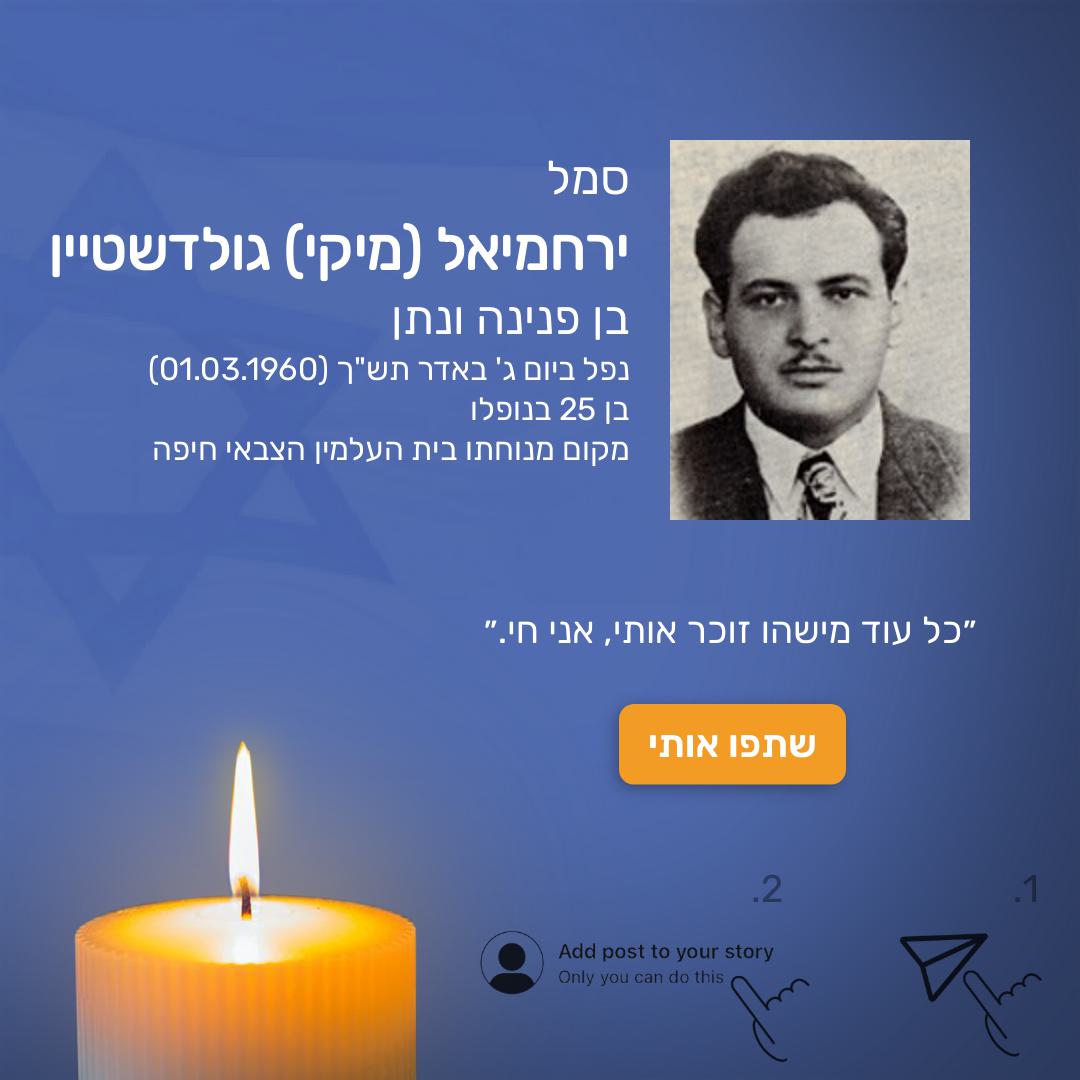 סמל
ירחמיאל (מיקי) גולדשטיין
בן פנינה ונתן
נפל ביום ג' באדר תש"ך (01.03.1960)
בן 25 בנופלו
מקום מנוחתו בית העלמין הצבאי חיפה
״כל עוד מישהו זוכר אותי, אני חי.״
שתפו אותי
1.
2.
Add post to your story
Only you can do this